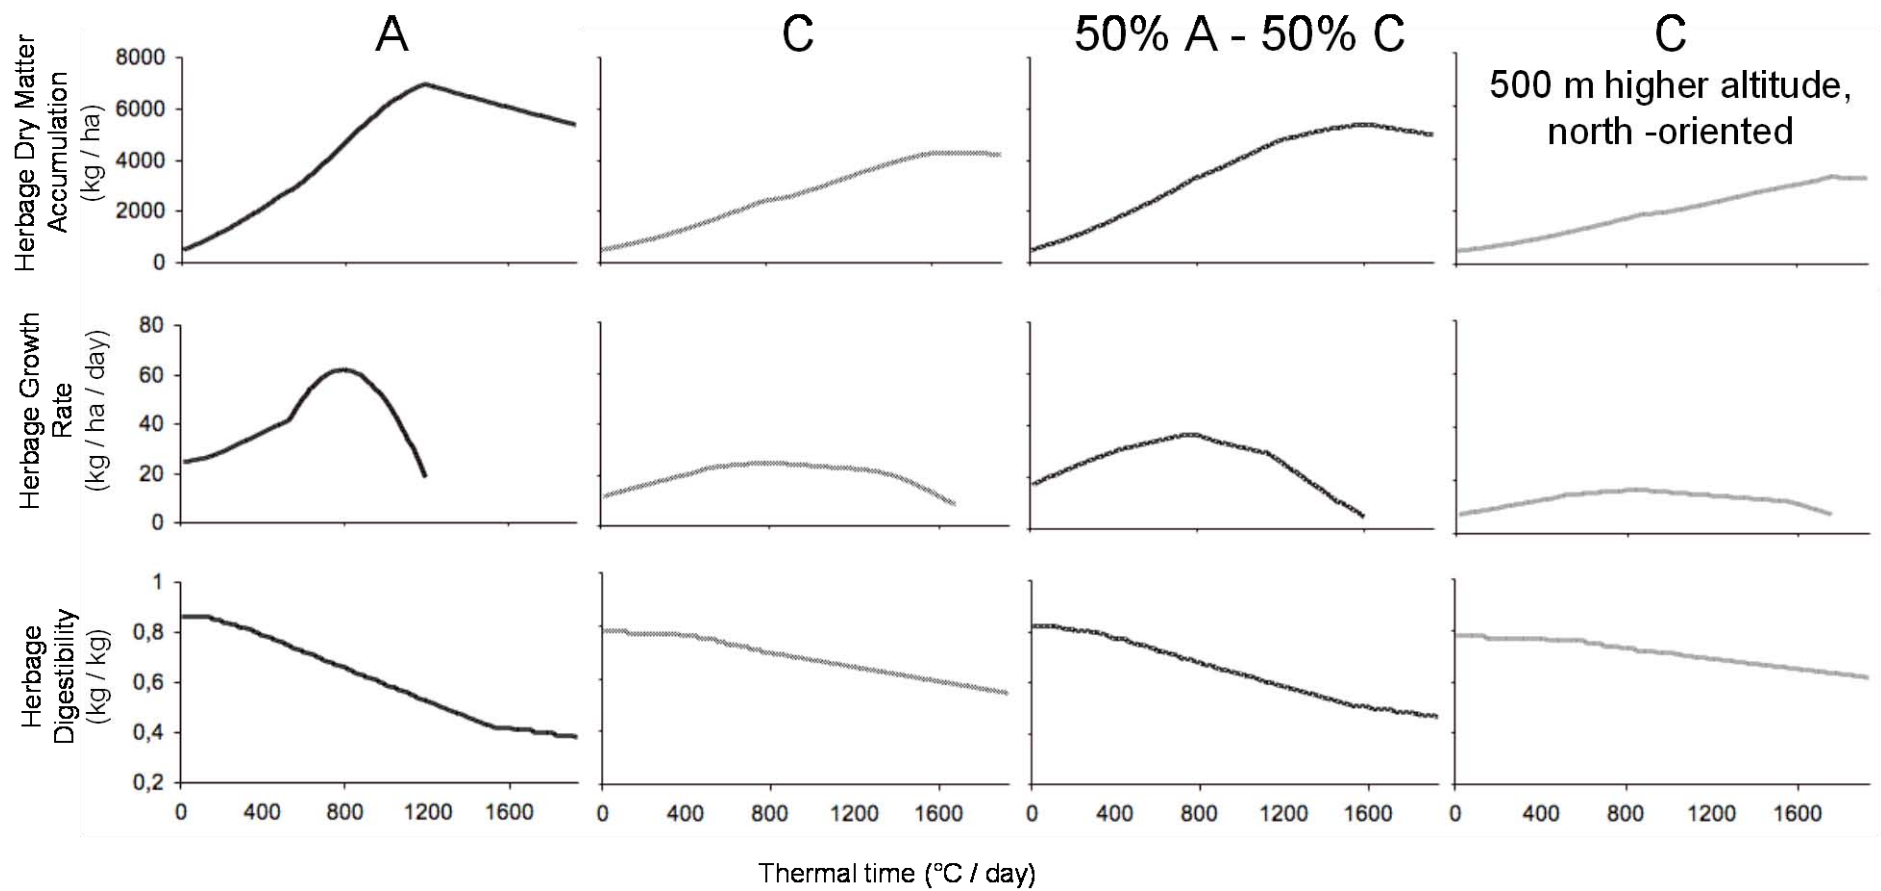 A
C
50% A - 50% C
C
500 m higher altitude,
north -oriented
Herbage Dry Matter
Accumulation
(kg / ha)
8000
6000
4000
2000
0
Herbage Growth
Rate
(kg / ha / day)
80
60
40
20
0
Herbage
Digestibility
(kg / kg)
1
0,8
0,6
0,4
0,2
0 400 800 1200 1600
0 400 800 1200 1600
0 400 800 1200 1600
0 400 800 1200 1600
Thermal time (°C / day)